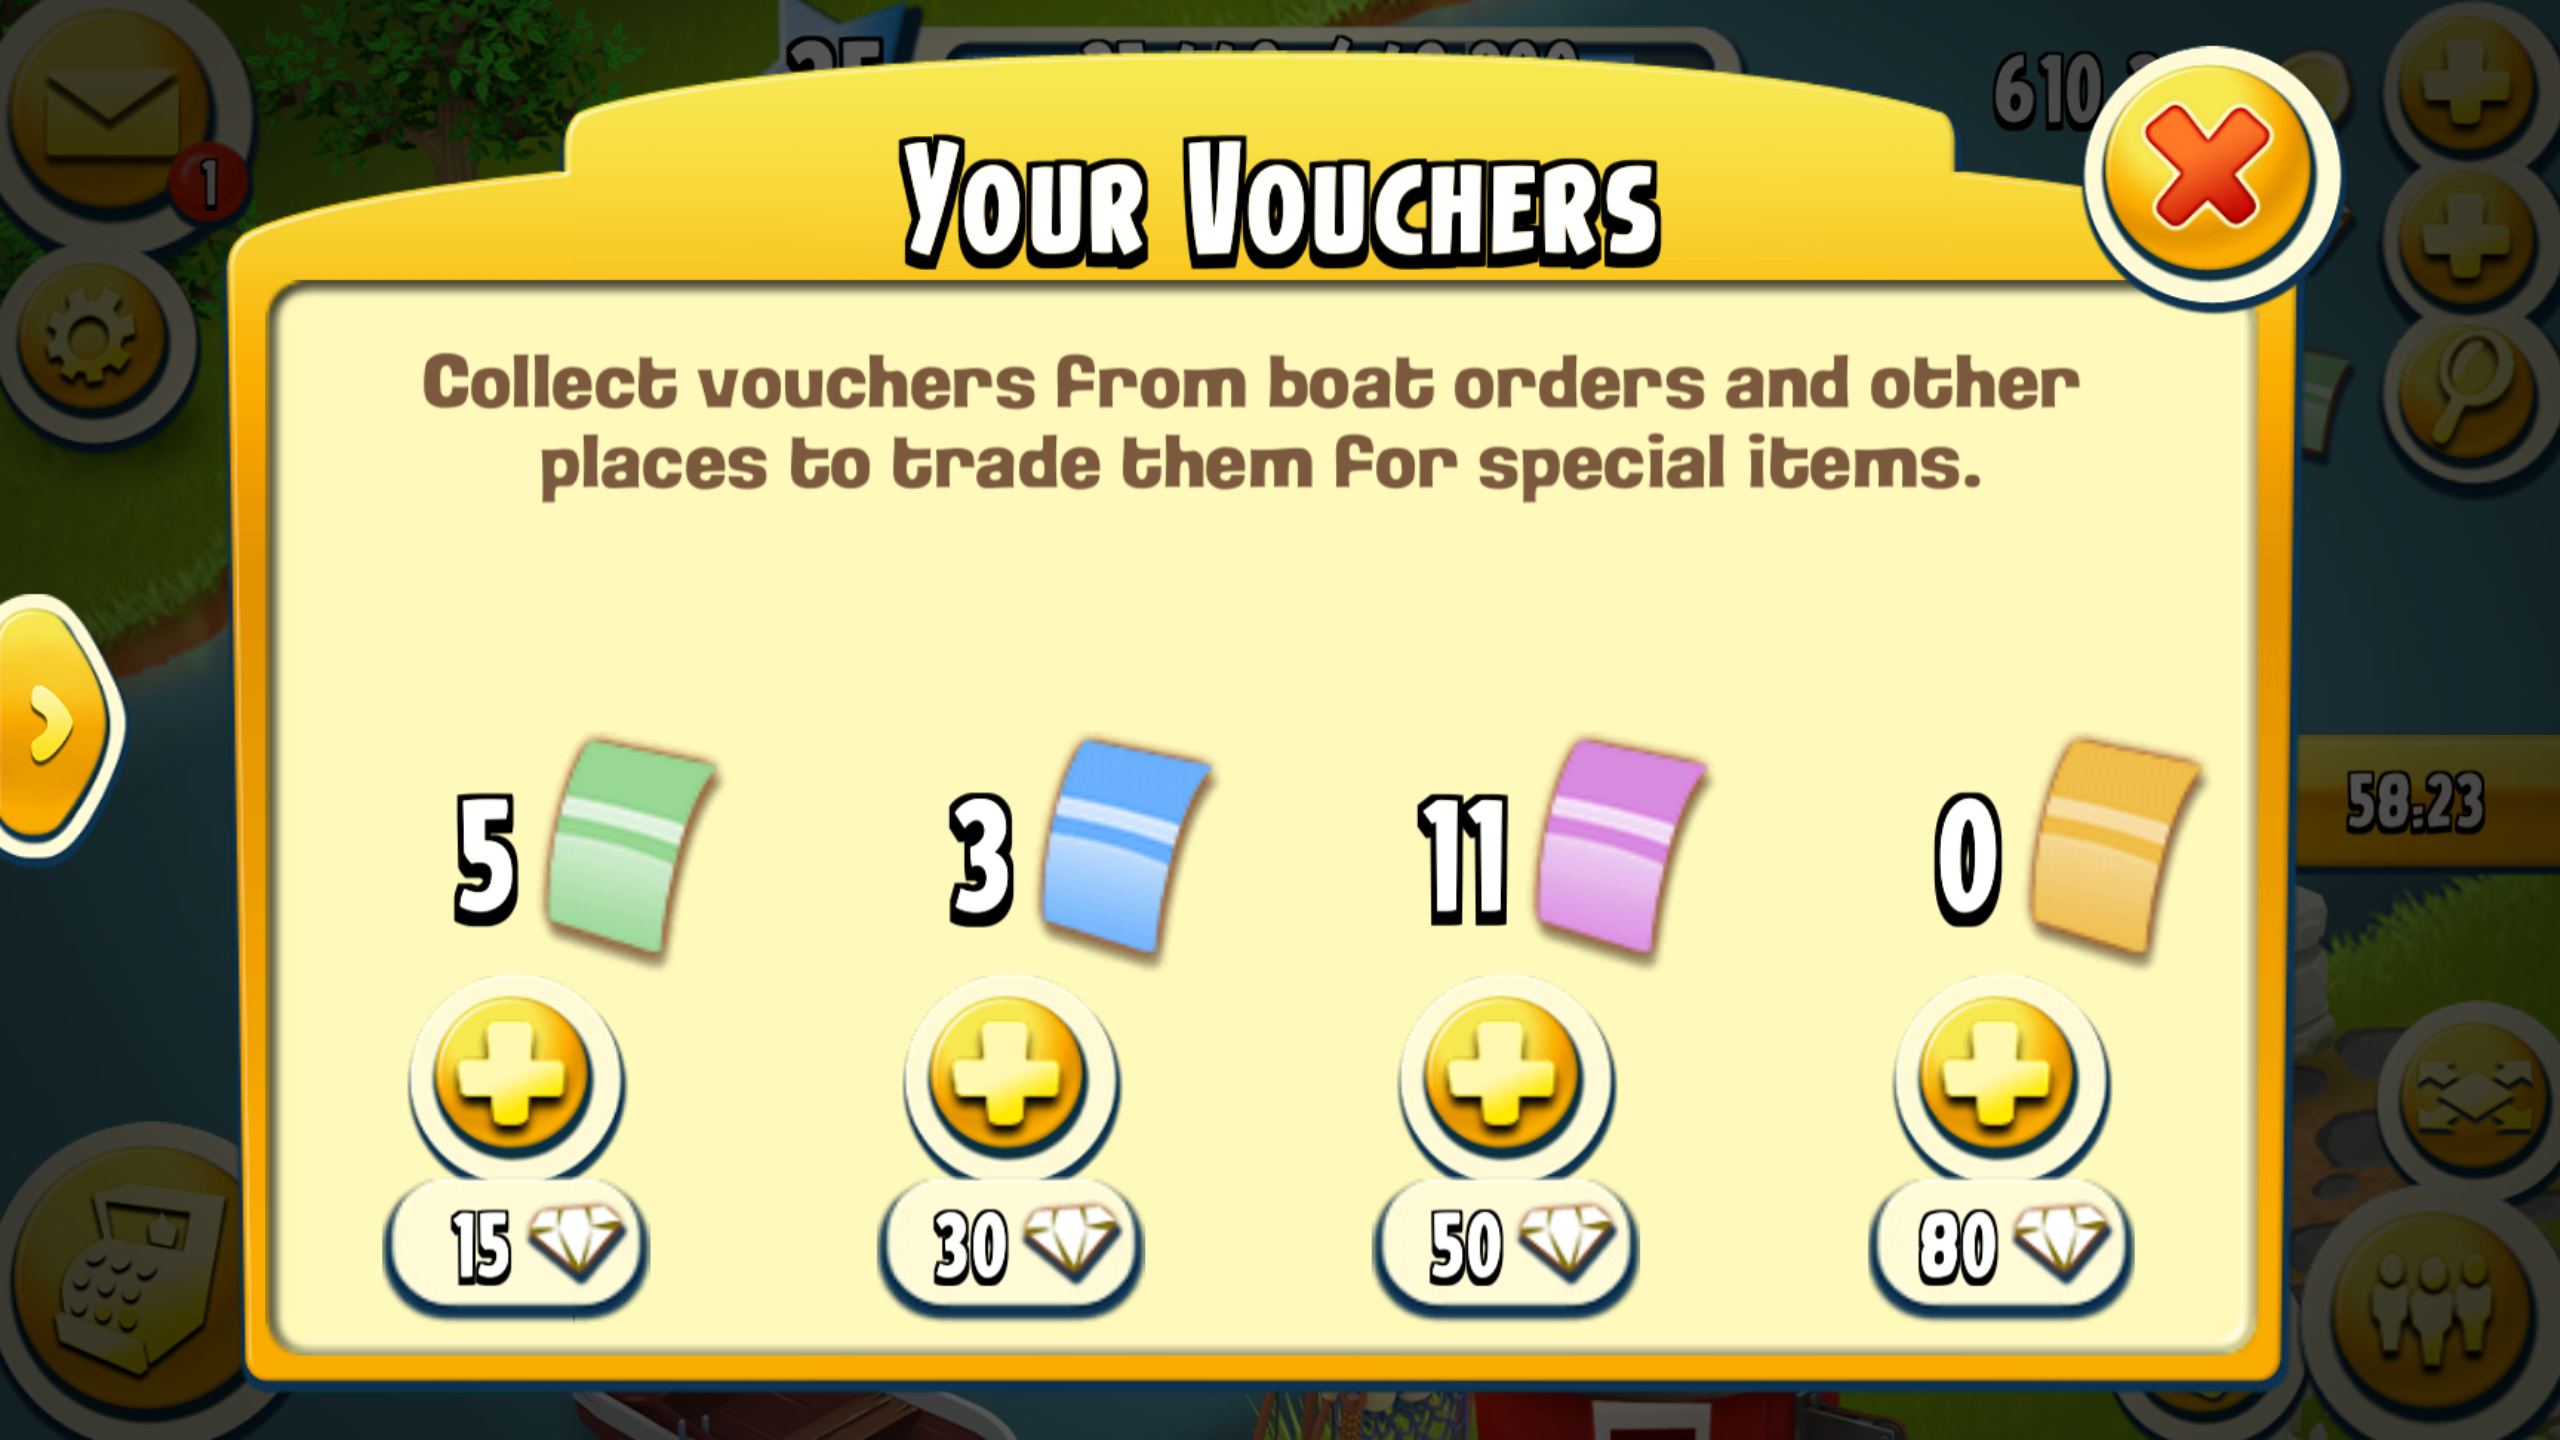 1
YOUR VOUCHERS
Collect vouchers from boat orders and other
places to trade them for special items.
5 3 11 0
58:23
15 30 50 80